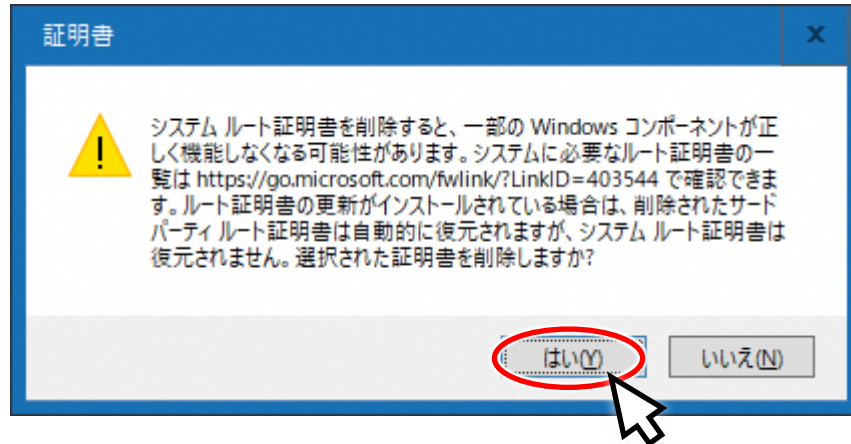 証明書
システム ルート証明書を削除すると、一部の Windows コンポーネントが正
しく機能しなくなる可能性があります。システムに必要なルート証明書の一
覧は https://go.microsoft.com/fwlink/?LinkID=403544 で確認できま
す。ルート証明書の更新がインストールされている場合は、削除されたサード
パーティ ルート証明書は自動的に復元されますが、システム ルート証明書は
復元されません。選択された証明書を削除しますか?
はい(Y)
いいえ(N)